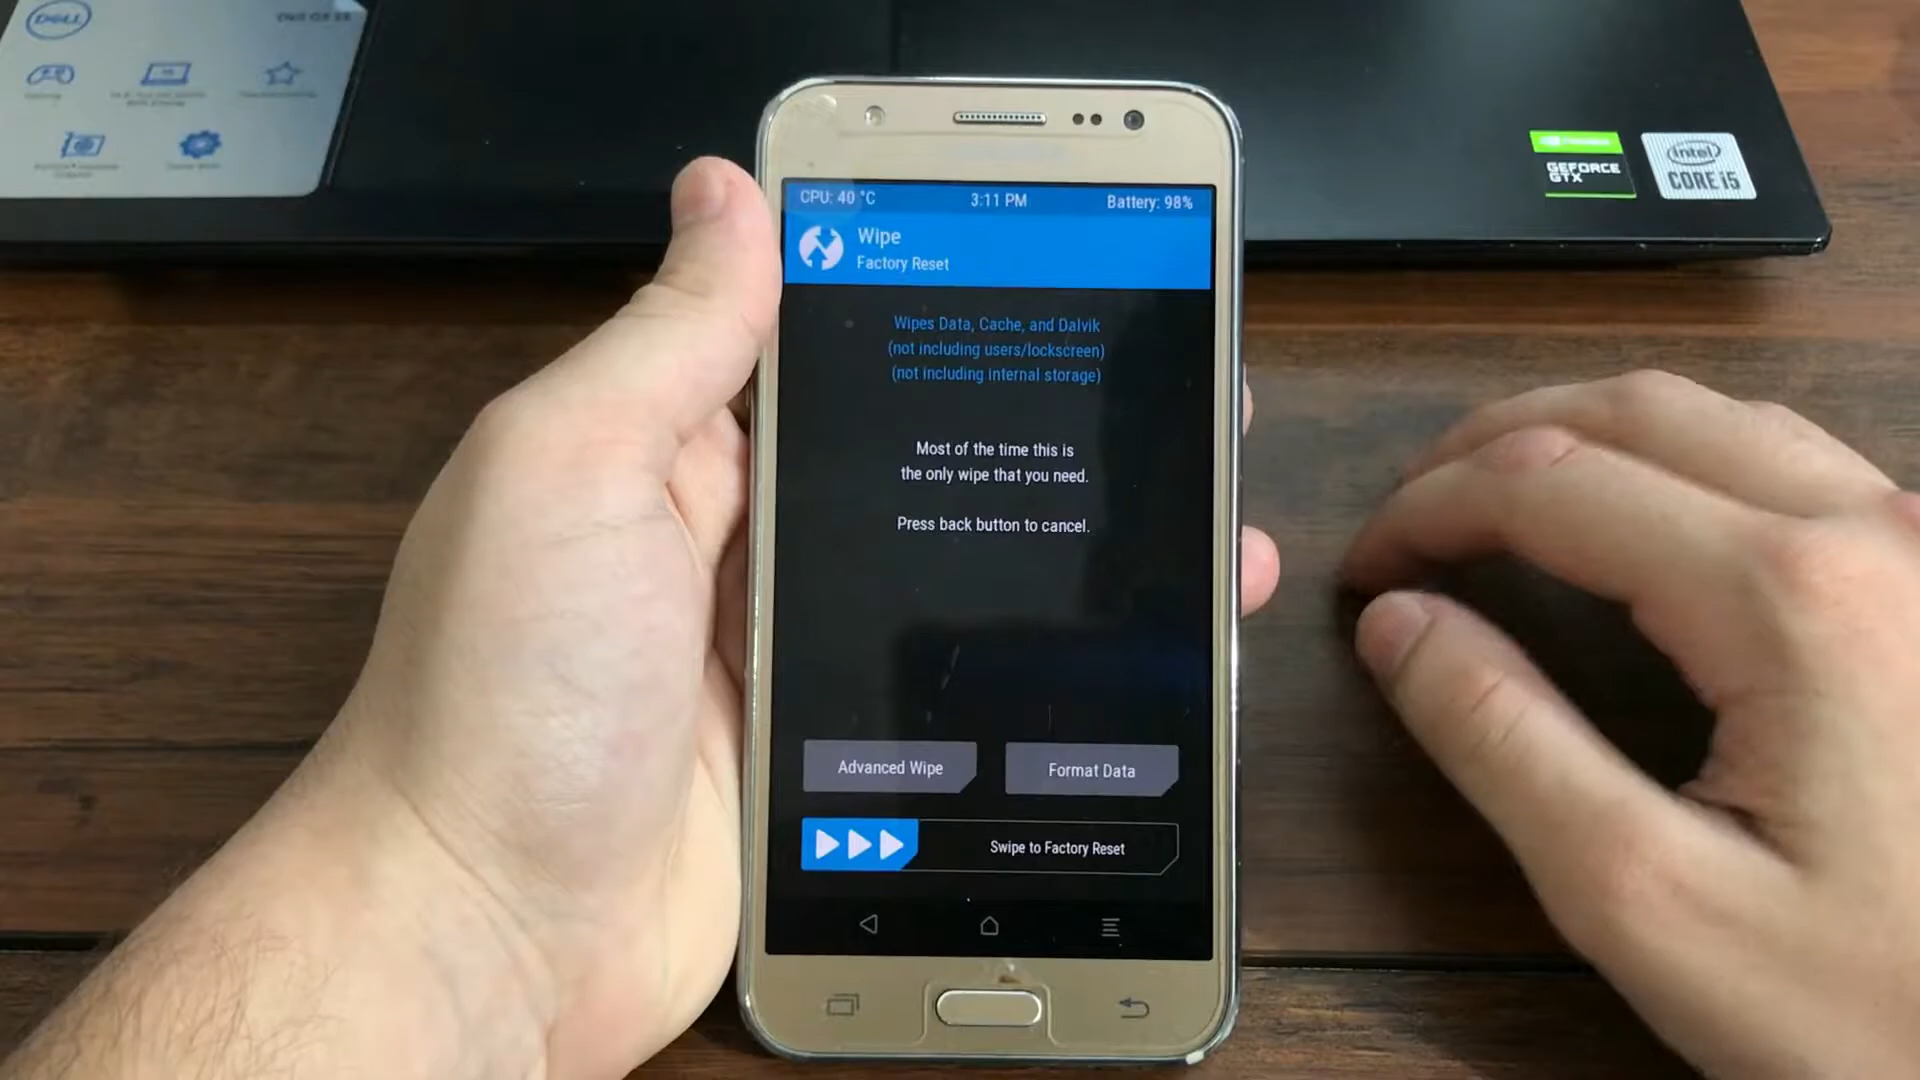 DELL
GEFORCE
GTX
intel
CORE i5
CPU: 40 °C 3:11 PM Battery: 98%
Wipe
Factory Reset
Wipes Data, Cache, and Dalvik
(not including users/lockscreen)
(not including internal storage)
Most of the time this is
the only wipe that you need.
Press back button to cancel.
Advanced Wipe Format Data
Swipe to Factory Reset